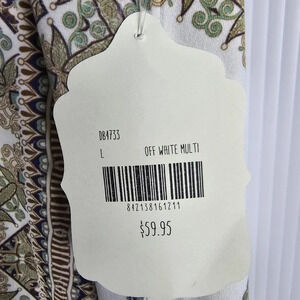 DB4733
L OFF WHITE MULTI
842138161211
$59.95